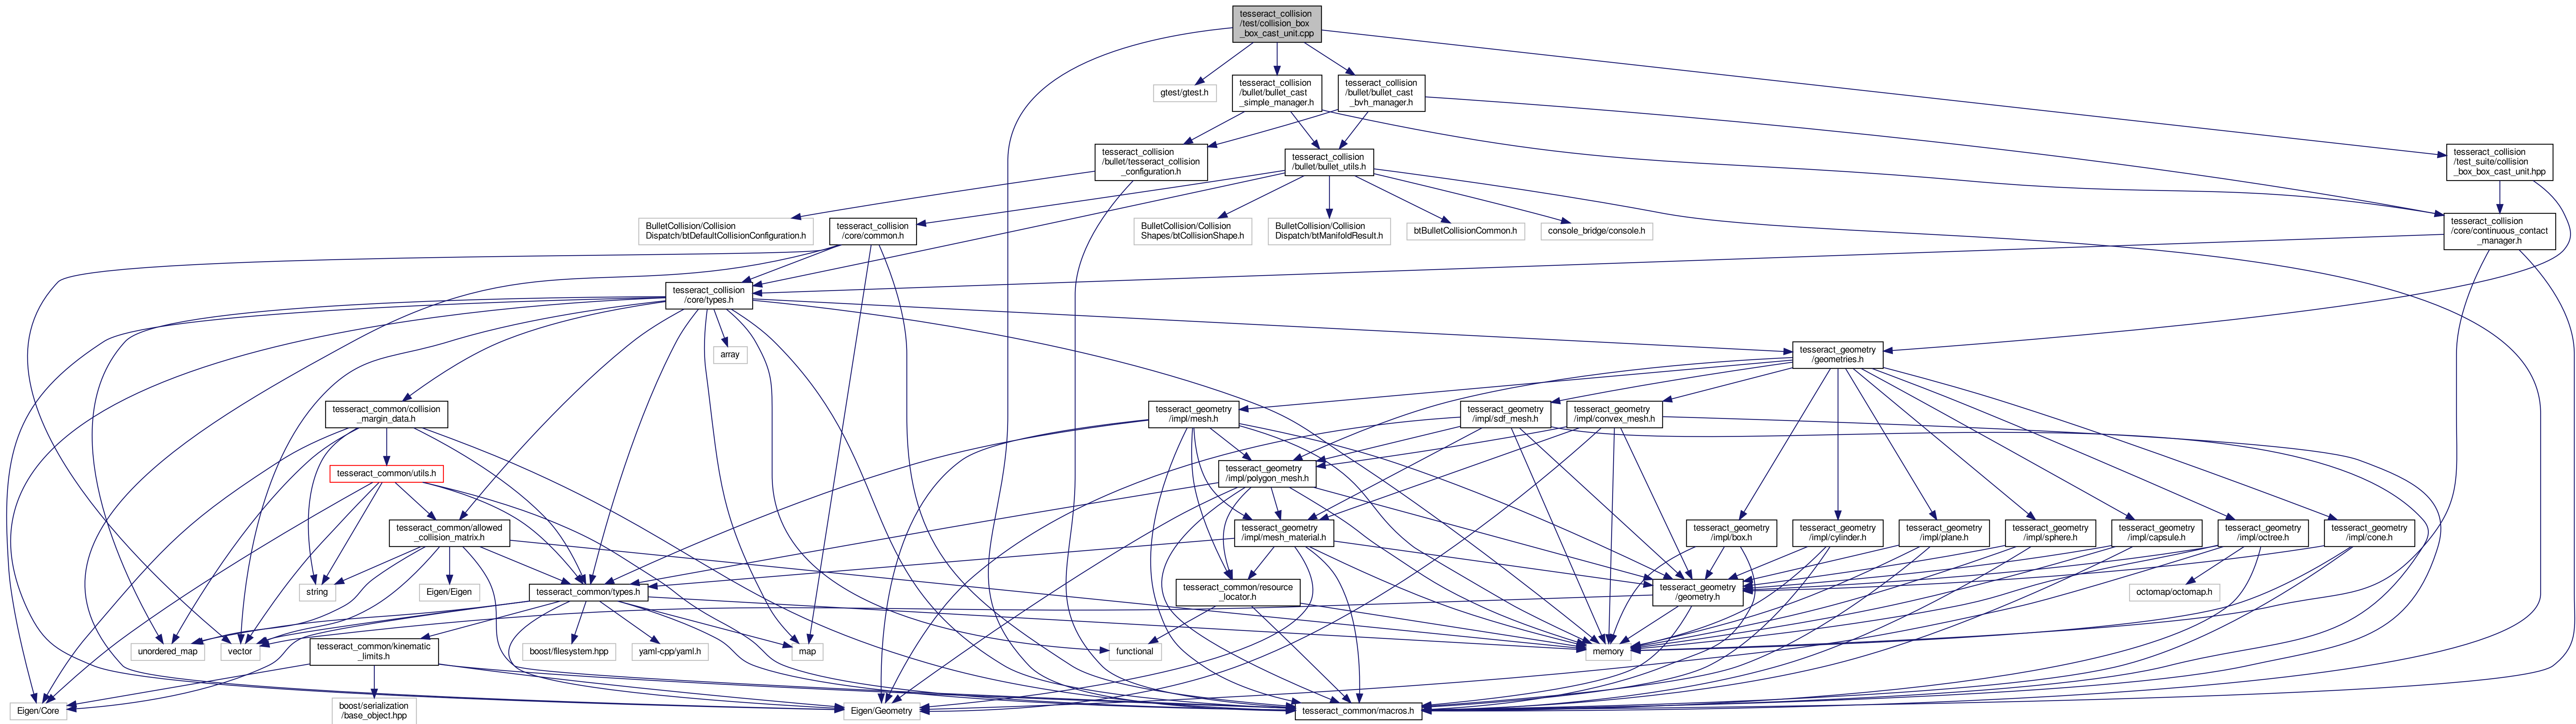 tesseract_collision
/test/collision_box
_box_cast_unit.cpp
gtest/gtest.h
tesseract_collision
/bullet/bullet_cast
_simple_manager.h
tesseract_collision
/bullet/bullet_cast
_bvh_manager.h
tesseract_collision
/bullet/tesseract_collision
_configuration.h
tesseract_collision
/bullet/bullet_utils.h
tesseract_collision
/test_suite/collision
_box_box_cast_unit.hpp
BulletCollision/Collision
Dispatch/btDefaultCollisionConfiguration.h
tesseract_collision
/core/common.h
BulletCollision/Collision
Shapes/btCollisionShape.h
BulletCollision/Collision
Dispatch/btManifoldResult.h
btBulletCollisionCommon.h
console_bridge/console.h
tesseract_collision
/core/continuous_contact
_manager.h
tesseract_collision
/core/types.h
array
tesseract_geometry
/geometries.h
tesseract_common/collision
_margin_data.h
tesseract_geometry
/impl/mesh.h
tesseract_geometry
/impl/sdf_mesh.h
tesseract_geometry
/impl/convex_mesh.h
tesseract_common/utils.h
tesseract_geometry
/impl/polygon_mesh.h
tesseract_common/allowed
_collision_matrix.h
tesseract_geometry
/impl/mesh_material.h
tesseract_geometry
/impl/box.h
tesseract_geometry
/impl/cylinder.h
tesseract_geometry
/impl/plane.h
tesseract_geometry
/impl/sphere.h
tesseract_geometry
/impl/capsule.h
tesseract_geometry
/impl/octree.h
tesseract_geometry
/impl/cone.h
string
Eigen/Eigen
tesseract_common/types.h
tesseract_common/resource
_locator.h
tesseract_geometry
/geometry.h
octomap/octomap.h
unordered_map
vector
tesseract_common/kinematic
_limits.h
boost/filesystem.hpp
yaml-cpp/yaml.h
map
functional
memory
Eigen/Core
boost/serialization
/base_object.hpp
Eigen/Geometry
tesseract_common/macros.h